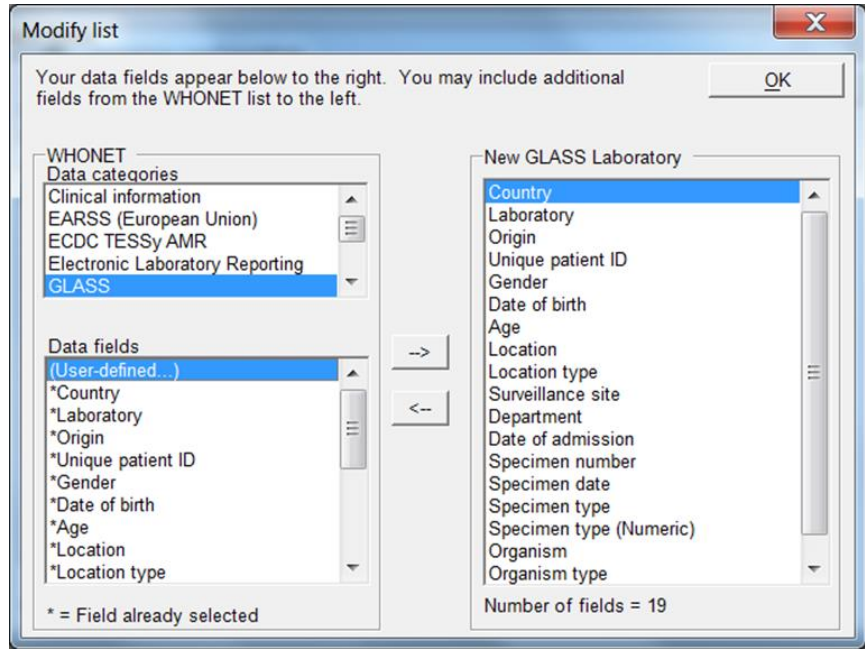 Modify list
X
Your data fields appear below to the right. You may include additional
fields from the WHONET list to the left.
OK
WHONET
Data categories
Clinical information
EARSS (European Union)
ECDC TESSy AMR
Electronic Laboratory Reporting
GLASS
Data fields
(User-defined...)
*Country
*Laboratory
*Origin
*Unique patient ID
*Gender
*Date of birth
*Age
*Location
*Location type
* = Field already selected
-->
<--
New GLASS Laboratory
Country
Laboratory
Origin
Unique patient ID
Gender
Date of birth
Age
Location
Location type
Surveillance site
Department
Date of admission
Specimen number
Specimen date
Specimen type
Specimen type (Numeric)
Organism
Organism type
Number of fields = 19